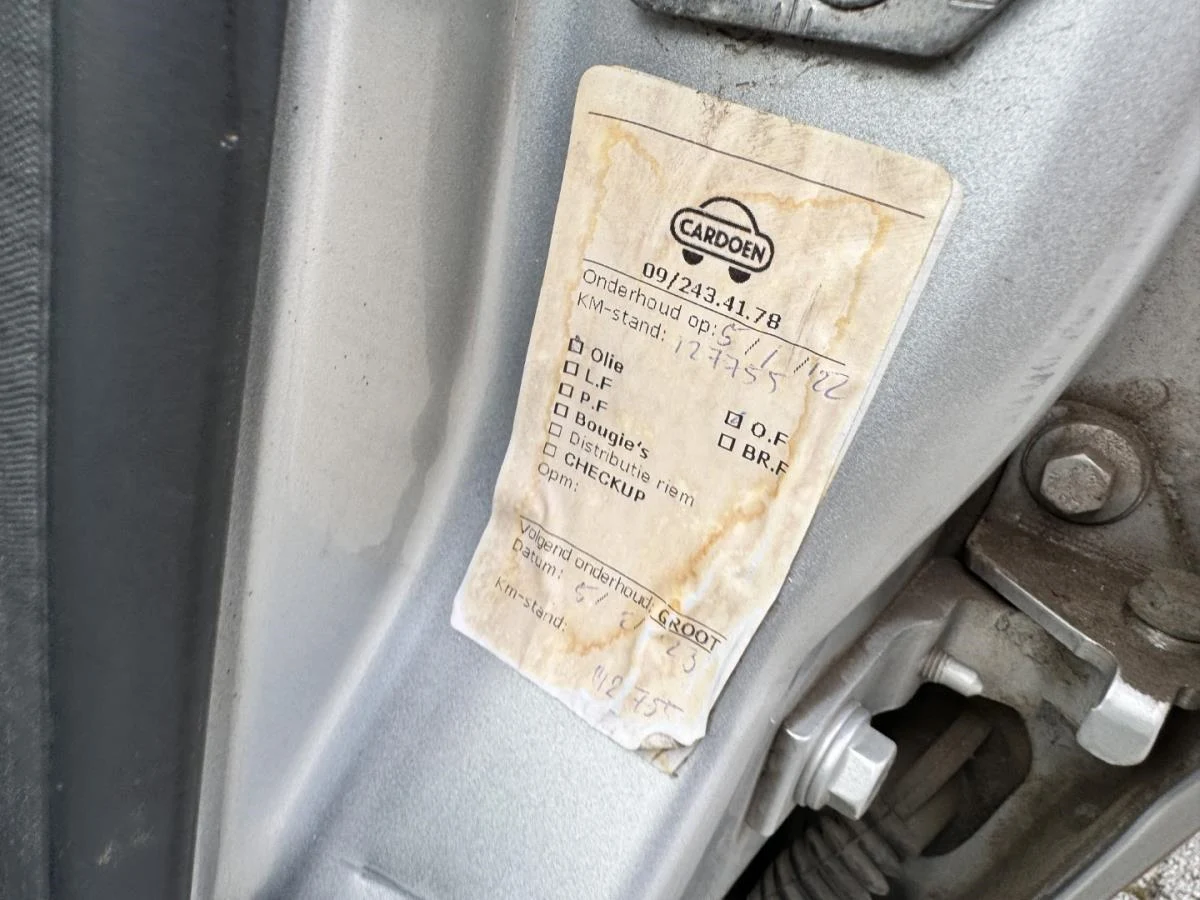 CARDOEN
09/243.41.78
Onderhoud op: 5/1/22
KM-stand: 127755
Olie
L.F
O.F
P.F
BR.F
Bougie's
Distributie riem
CHECKUP
Opm:
Volgend onderhoud: GROOT
Datum: 5/2/23
Km-stand:
142755